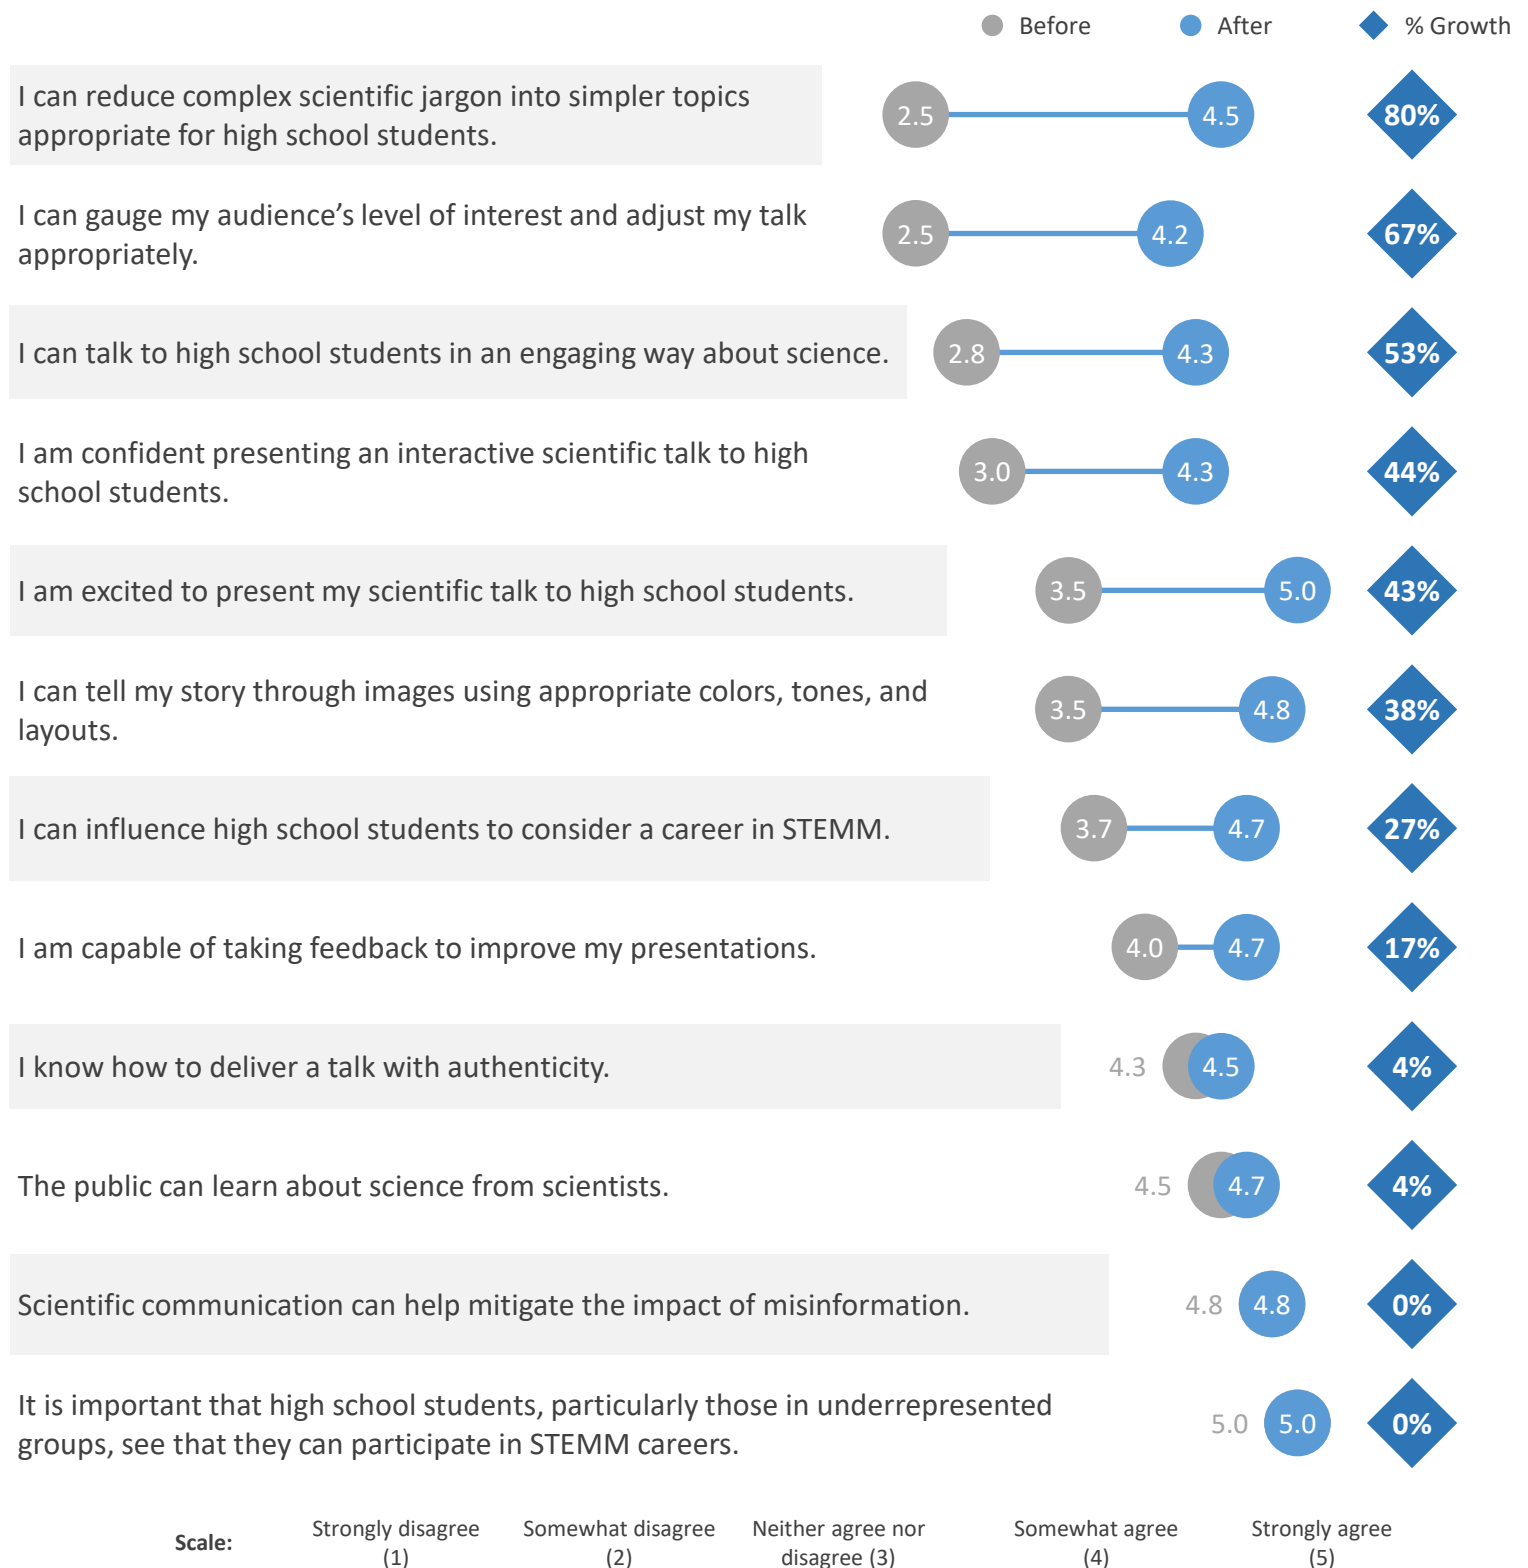 Before After % Growth
I can reduce complex scientific jargon into simpler topics
appropriate for high school students.
2.5 4.5 80%
I can gauge my audience’s level of interest and adjust my talk
appropriately.
2.5 4.2 67%
I can talk to high school students in an engaging way about science. 2.8 4.3 53%
I am confident presenting an interactive scientific talk to high
school students.
3.0 4.3 44%
I am excited to present my scientific talk to high school students. 3.5 5.0 43%
I can tell my story through images using appropriate colors, tones, and
layouts.
3.5 4.8 38%
I can influence high school students to consider a career in STEMM. 3.7 4.7 27%
I am capable of taking feedback to improve my presentations. 4.0 4.7 17%
I know how to deliver a talk with authenticity. 4.3 4.5 4%
The public can learn about science from scientists. 4.5 4.7 4%
Scientific communication can help mitigate the impact of misinformation. 4.8 4.8 0%
It is important that high school students, particularly those in underrepresented
groups, see that they can participate in STEMM careers.
5.0 5.0 0%
Scale:
Strongly disagree
(1)
Somewhat disagree
(2)
Neither agree nor
disagree (3)
Somewhat agree
(4)
Strongly agree
(5)